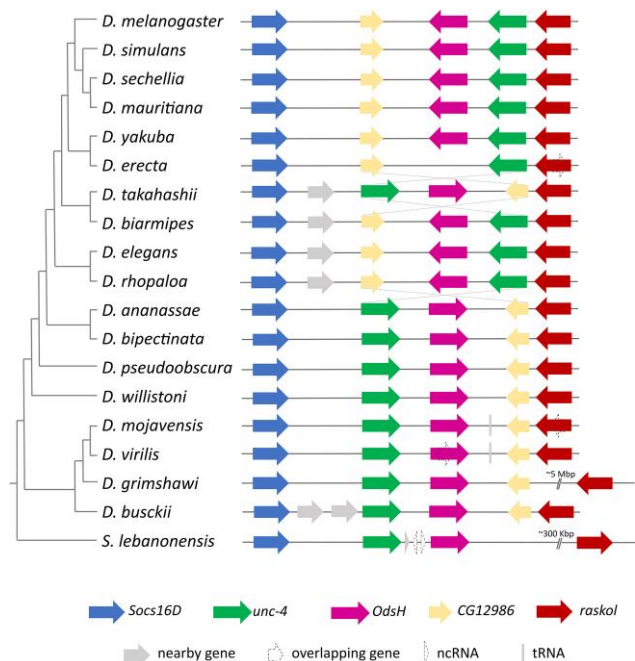 D. melanogaster
D. simulans
D. sechellia
D. mauritiana
D. yakuba
D. erecta
D. takahashii
D. biarmipes
D. elegans
D. rhopaloa
D. ananassae
D. bipectinata
D. pseudoobscura
D. willistoni
D. mojavensis
D. virilis
D. grimshawi ~5 Mbp
//
D. busckii
S. lebanonensis ~300 Kbp
//
Socs16D unc-4 OdsH CG12986 raskol
nearby gene overlapping gene ncRNA tRNA